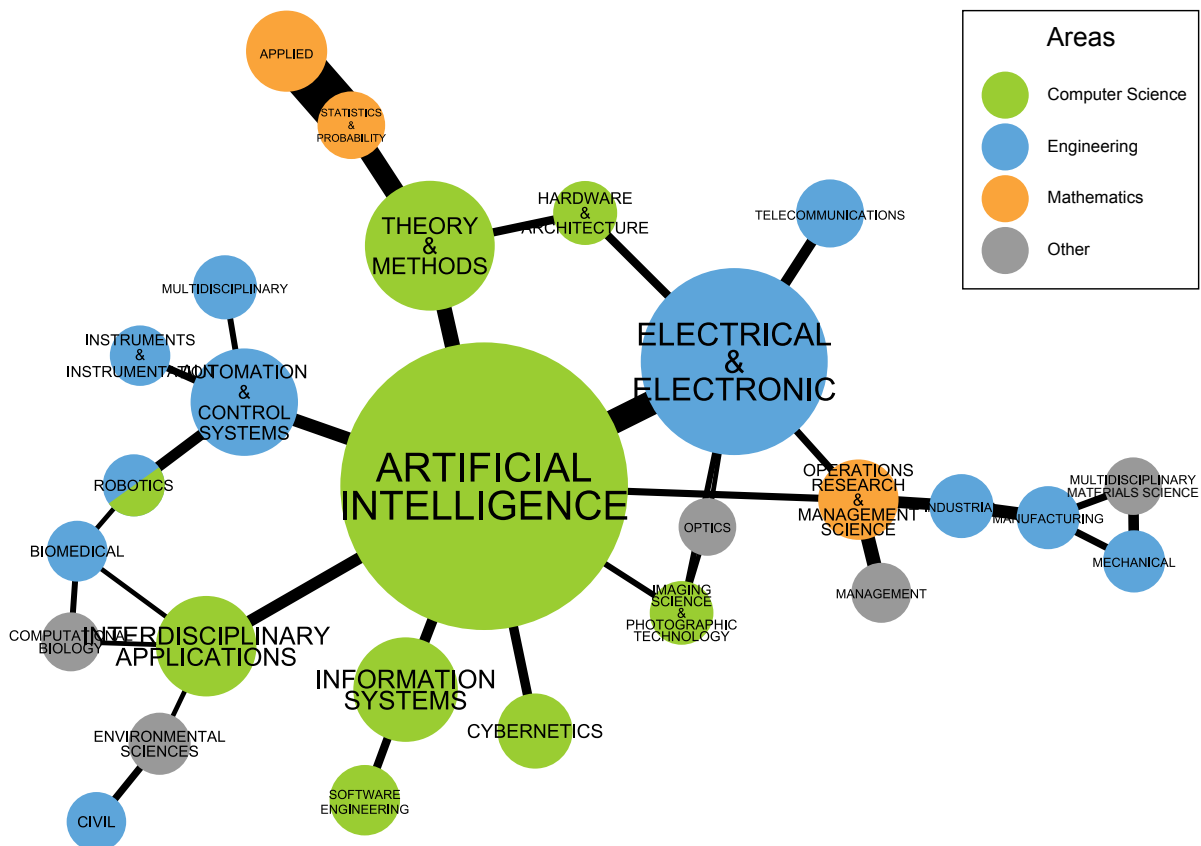 APPLIED
STATISTICS
&
PROBABILITY
THEORY
&
METHODS
HARDWARE
&
ARCHITECTURE
TELECOMMUNICATIONS
Areas
Computer Science
Engineering
Mathematics
Other
MULTIDISCIPLINARY
INSTRUMENTS
&
INSTRUMENTATION
AUTOMATION
&
CONTROL
SYSTEMS
ELECTRICAL
&
ELECTRONIC
ARTIFICIAL
INTELLIGENCE
ROBOTICS
OPERATIONS
RESEARCH
&
MANAGEMENT
SCIENCE
INDUSTRIAL
MANUFACTURING
MULTIDISCIPLINARY
MATERIALS SCIENCE
MECHANICAL
OPTICS
BIOMEDICAL
MANAGEMENT
IMAGING
SCIENCE
&
PHOTOGRAPHIC
TECHNOLOGY
COMPUTATIONAL
BIOLOGY
INTERDISCIPLINARY
APPLICATIONS
INFORMATION
SYSTEMS
CYBERNETICS
ENVIRONMENTAL
SCIENCES
SOFTWARE
ENGINEERING
CIVIL